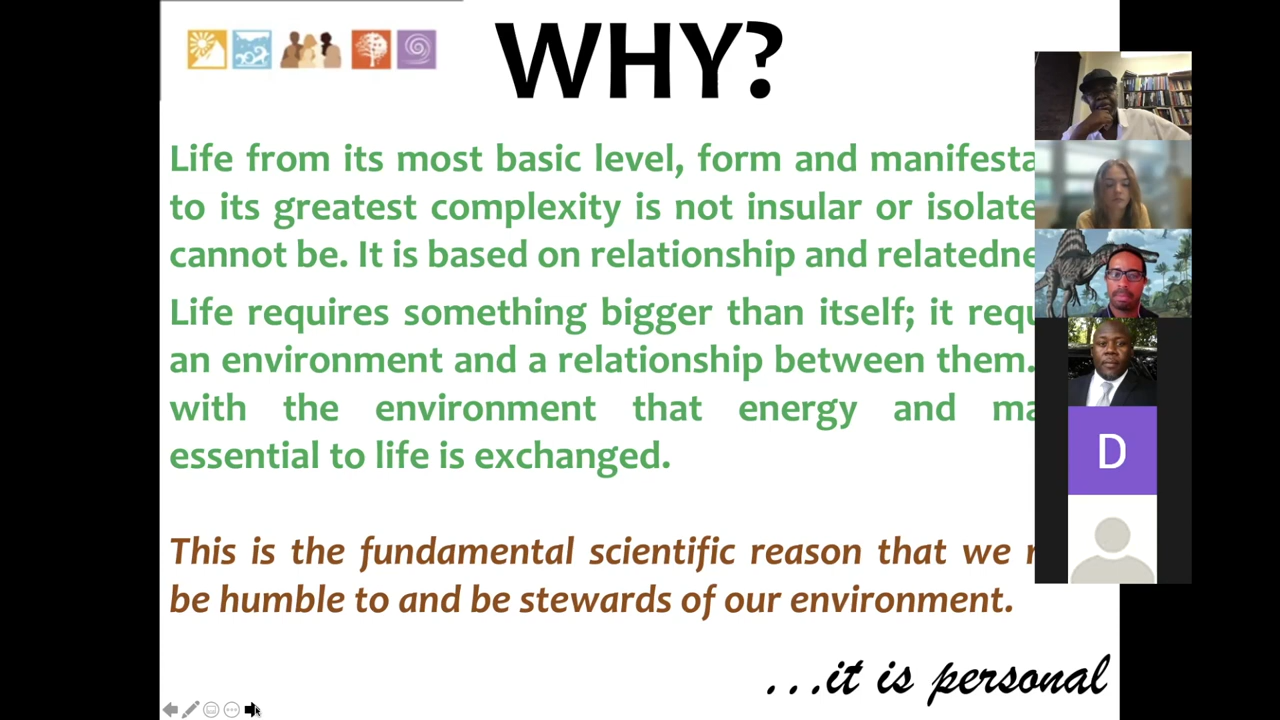 WHY?
Life from its most basic level, form and manifesta
to its greatest complexity is not insular or isolate
cannot be. It is based on relationship and relatedne
Life requires something bigger than itself; it requ
an environment and a relationship between them.
with the environment that energy and ma
essential to life is exchanged.
This is the fundamental scientific reason that we
be humble to and be stewards of our environment.
...it is personal
D